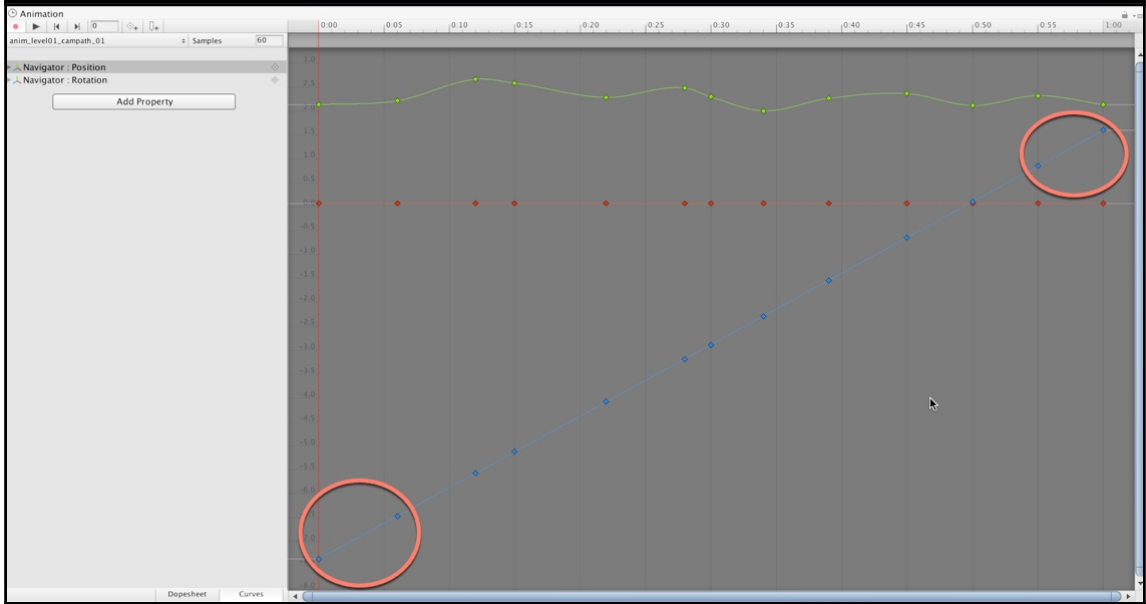 Animation
0:00 0:05 0:10 0:15 0:20 0:25 0:30 0:35 0:40 0:45 0:50 0:55 1:00
0
anim_level01_campath_01 Samples 60
Navigator : Position
Navigator : Rotation
Add Property
3.0
2.5
1.5
1.0
0.5
-0.5
-1.0
-1.5
-2.0
-2.5
-3.0
-3.5
-4.0
-4.5
-5.0
-5.5
-6.0
-8.0
Dopesheet Curves